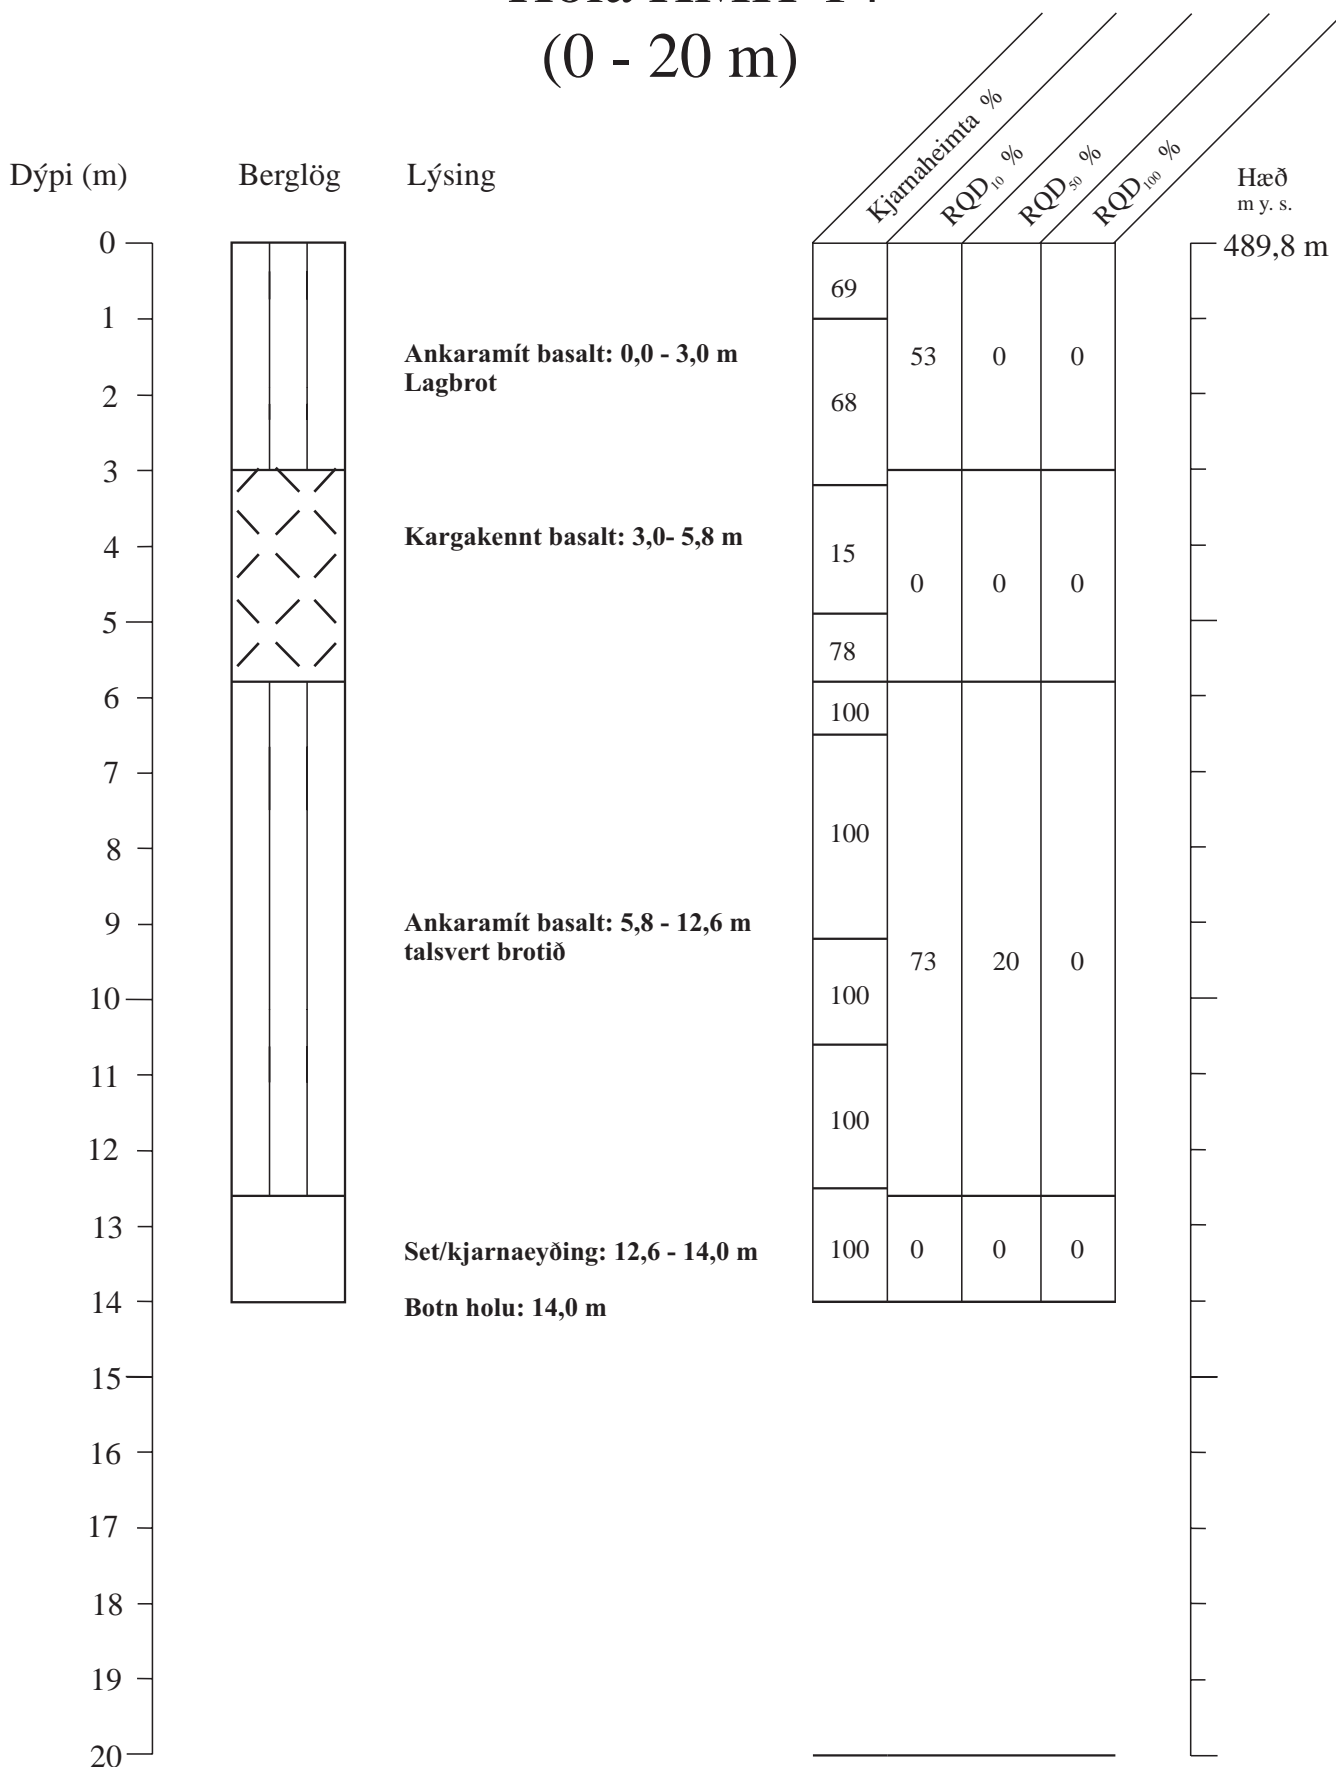 (0 - 20 m)
Kjarnaheimta %
RQD10 %
RQD50 %
RQD100 %
Dýpi (m)
Berglög
Lýsing
Hæð
m y. s.
489,8 m
0
1
2
3
4
5
6
7
8
9
10
11
12
13
14
15
16
17
18
19
20
Ankaramít basalt: 0,0 - 3,0 m
Lagbrot
Kargakennt basalt: 3,0- 5,8 m
Ankaramít basalt: 5,8 - 12,6 m
talsvert brotið
Set/kjarnaeyðing: 12,6 - 14,0 m
Botn holu: 14,0 m
69
68
15
78
100
100
100
100
100
53
0
0
0
0
0
73
20
0
0
0
0